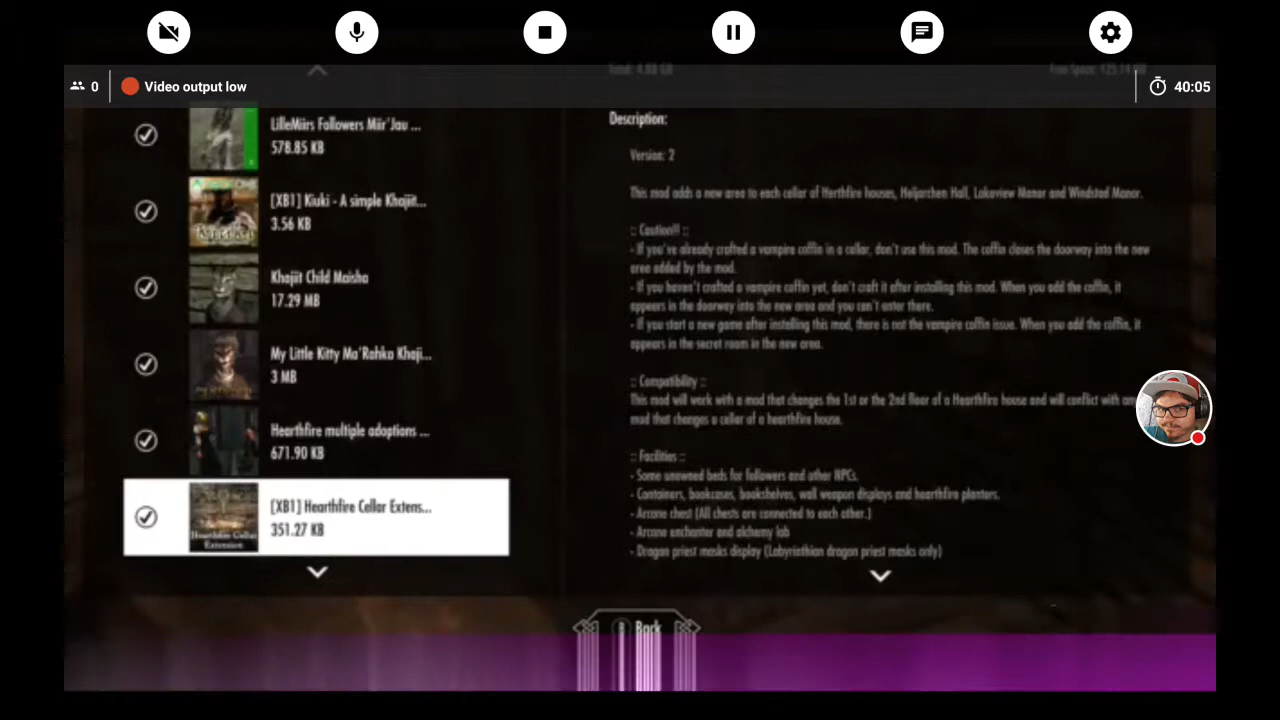 0
Video output low
40:05
Total: 4.88 GB
LilleMiirs Followers Miir'Jau ...
578.85 KB
[XB1] Kiuki - A simple Khajiit...
3.56 KB
Khajiit Child Maisha
17.29 MB
My Little Kitty Ma'Rahka Khaji...
3 MB
Hearthfire multiple adoptions ...
671.90 KB
[XB1] Hearthfire Cellar Extens...
351.27 KB
Hearthfire Cellar
Extension
Description:
Version: 2
This mod adds a new area to each cellar of Herthfire houses, Heljarchen Hall, Lakeview Manor and Windstad Manor.
:: Caution!! ::
- If you've already crafted a vampire coffin in a cellar, don't use this mod. The coffin closes the doorway into the new
area added by the mod.
- If you haven't crafted a vampire coffin yet, don't craft it after installing this mod. When you add the coffin, it
appears in the doorway into the new area and you can't enter there.
- If you start a new game after installing this mod, there is not the vampire coffin issue. When you add the coffin, it
appears in the secret room in the new area.
:: Compatibility ::
This mod will work with a mod that changes the 1st or the 2nd floor of a Hearthfire house and will conflict with
mod that changes a cellar of a hearthfire house.
:: Facilities ::
- Some unowned beds for followers and other NPCs.
- Containers, bookcases, bookshelves, wall weapon displays and hearthfire planters.
- Arcane chest (All chests are connected to each other.)
- Arcane enchanter and alchemy lab
- Dragon priest masks display (Labyrinthian dragon priest masks only)
B Back